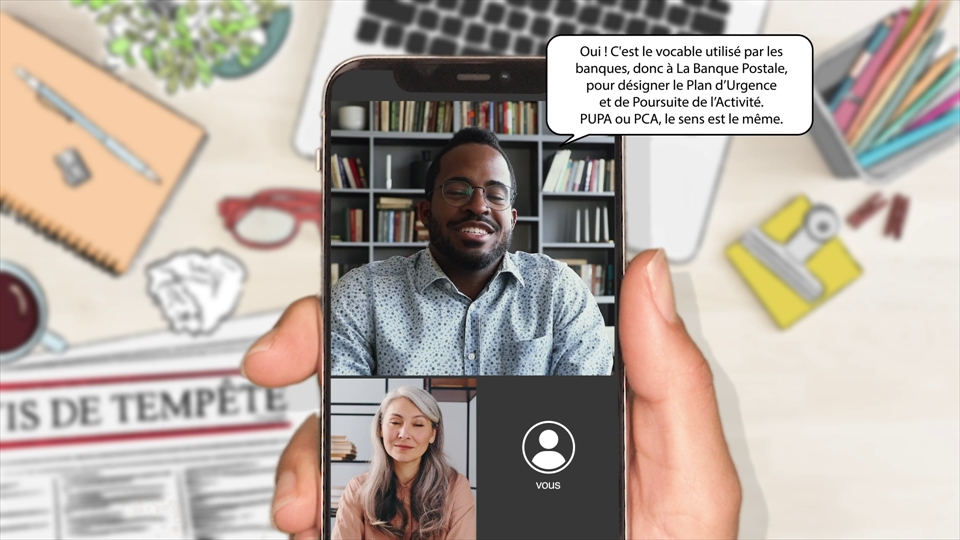 Oui ! C'est le vocable utilisé par les
banques, donc à La Banque Postale,
pour désigner le Plan d’Urgence
et de Poursuite de l’Activité.
PUPA ou PCA, le sens est le même.
IS DE TEMPÊTE
vous